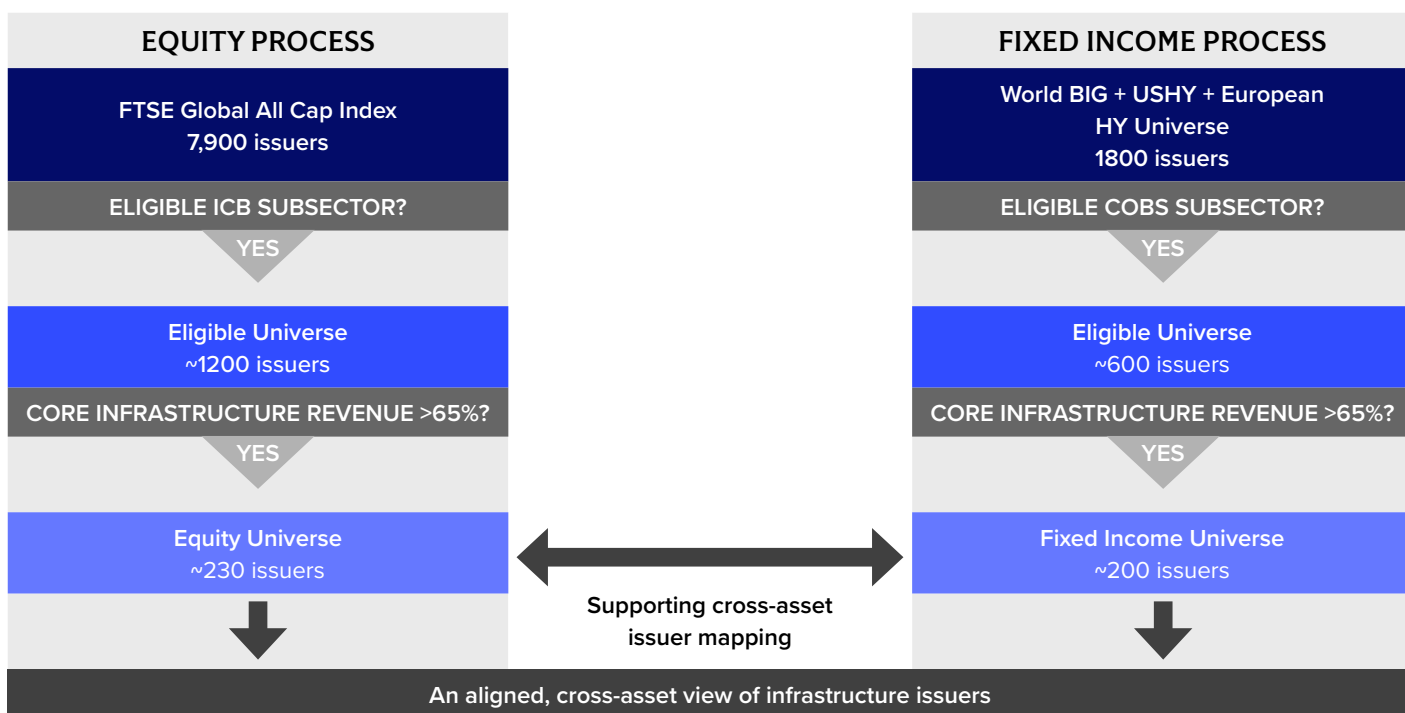 EQUITY PROCESS
FTSE Global All Cap Index
7,900 issuers
ELIGIBLE ICB SUBSECTOR?
YES
Eligible Universe
~1200 issuers
CORE INFRASTRUCTURE REVENUE >65%?
YES
Equity Universe
~230 issuers
FIXED INCOME PROCESS
World BIG + USHY + European
HY Universe
1800 issuers
ELIGIBLE COBS SUBSECTOR?
YES
Eligible Universe
~600 issuers
CORE INFRASTRUCTURE REVENUE >65%?
YES
Fixed Income Universe
~200 issuers
Supporting cross-asset
issuer mapping
An aligned, cross-asset view of infrastructure issuers